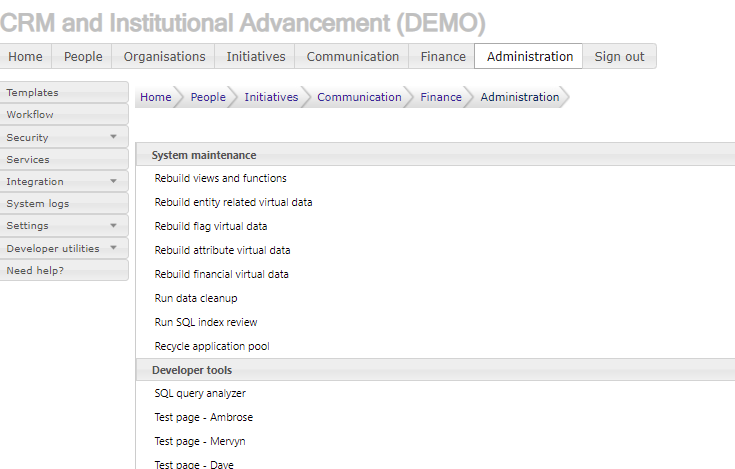 CRM and Institutional Advancement (DEMO)
Home People Organisations Initiatives Communication Finance Administration Sign out
Templates
Workflow
Security
Services
Integration
System logs
Settings
Developer utilities
Need help?
Home People Initiatives Communication Finance Administration
System maintenance
Rebuild views and functions
Rebuild entity related virtual data
Rebuild flag virtual data
Rebuild attribute virtual data
Rebuild financial virtual data
Run data cleanup
Run SQL index review
Recycle application pool
Developer tools
SQL query analyzer
Test page - Ambrose
Test page - Mervyn
Test page - Dave